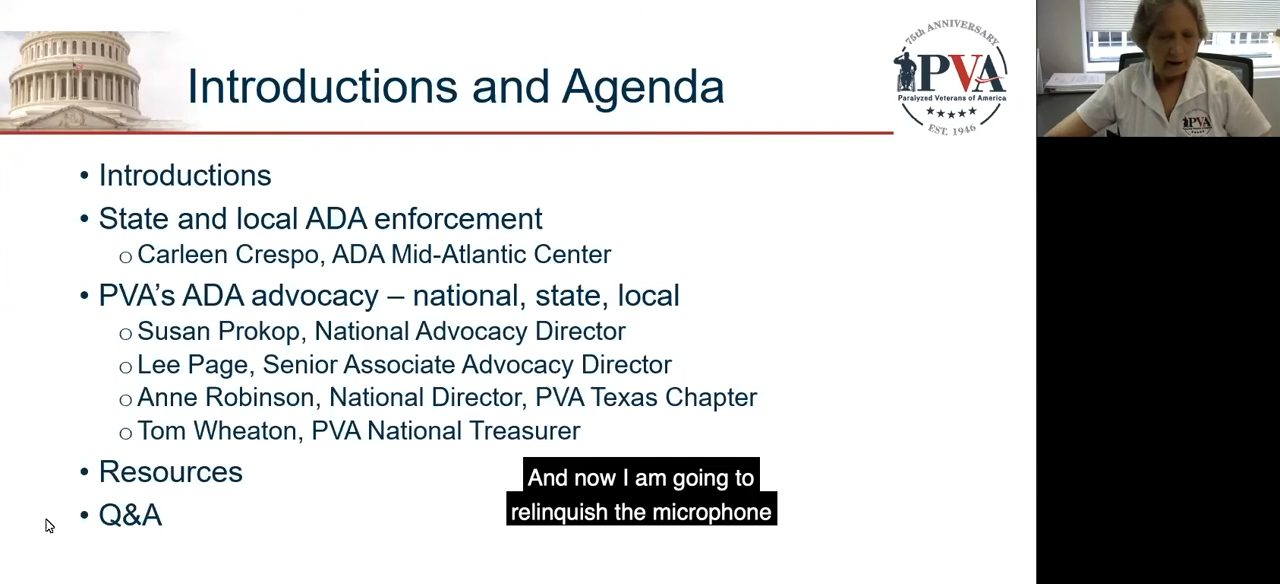 Introductions and Agenda
75th ANNIVERSARY
PVA
Paralyzed Veterans of America
EST. 1946
• Introductions
• State and local ADA enforcement
○ Carleen Crespo, ADA Mid-Atlantic Center
• PVA’s ADA advocacy – national, state, local
○ Susan Prokop, National Advocacy Director
○ Lee Page, Senior Associate Advocacy Director
○ Anne Robinson, National Director, PVA Texas Chapter
○ Tom Wheaton, PVA National Treasurer
• Resources
• Q&A
And now I am going to
relinquish the microphone
PVA